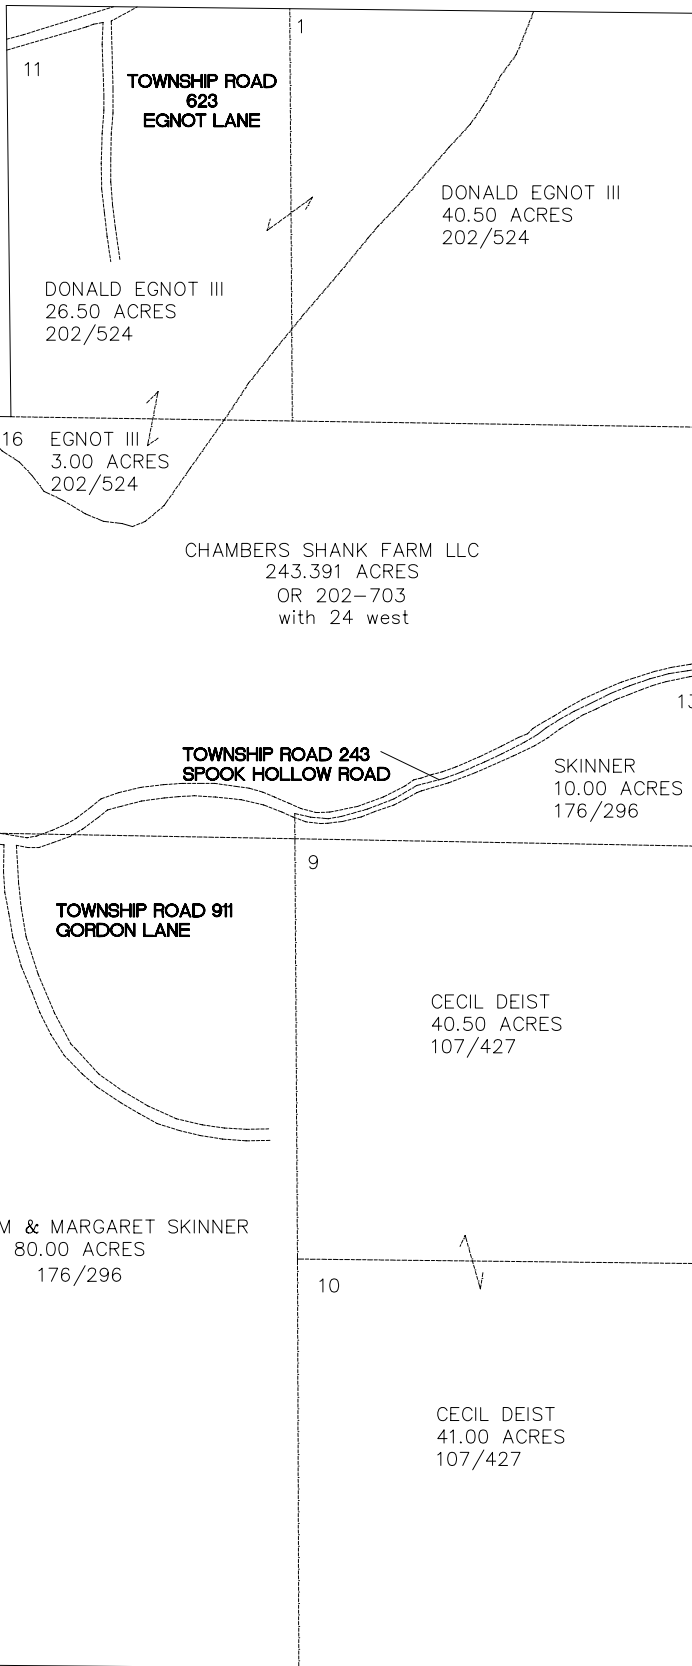 1
11
TOWNSHIP ROAD
623
EGNOT LANE
DONALD EGNOT III
40.50 ACRES
202/524
DONALD EGNOT III
26.50 ACRES
202/524
16
EGNOT III
3.00 ACRES
202/524
CHAMBERS SHANK FARM LLC
243.391 ACRES
OR 202-703
with 24 west
TOWNSHIP ROAD 243
SPOOK HOLLOW ROAD
SKINNER
10.00 ACRES
176/296
9
TOWNSHIP ROAD 911
GORDON LANE
CECIL DEIST
40.50 ACRES
107/427
M & MARGARET SKINNER
80.00 ACRES
176/296
10
CECIL DEIST
41.00 ACRES
107/427